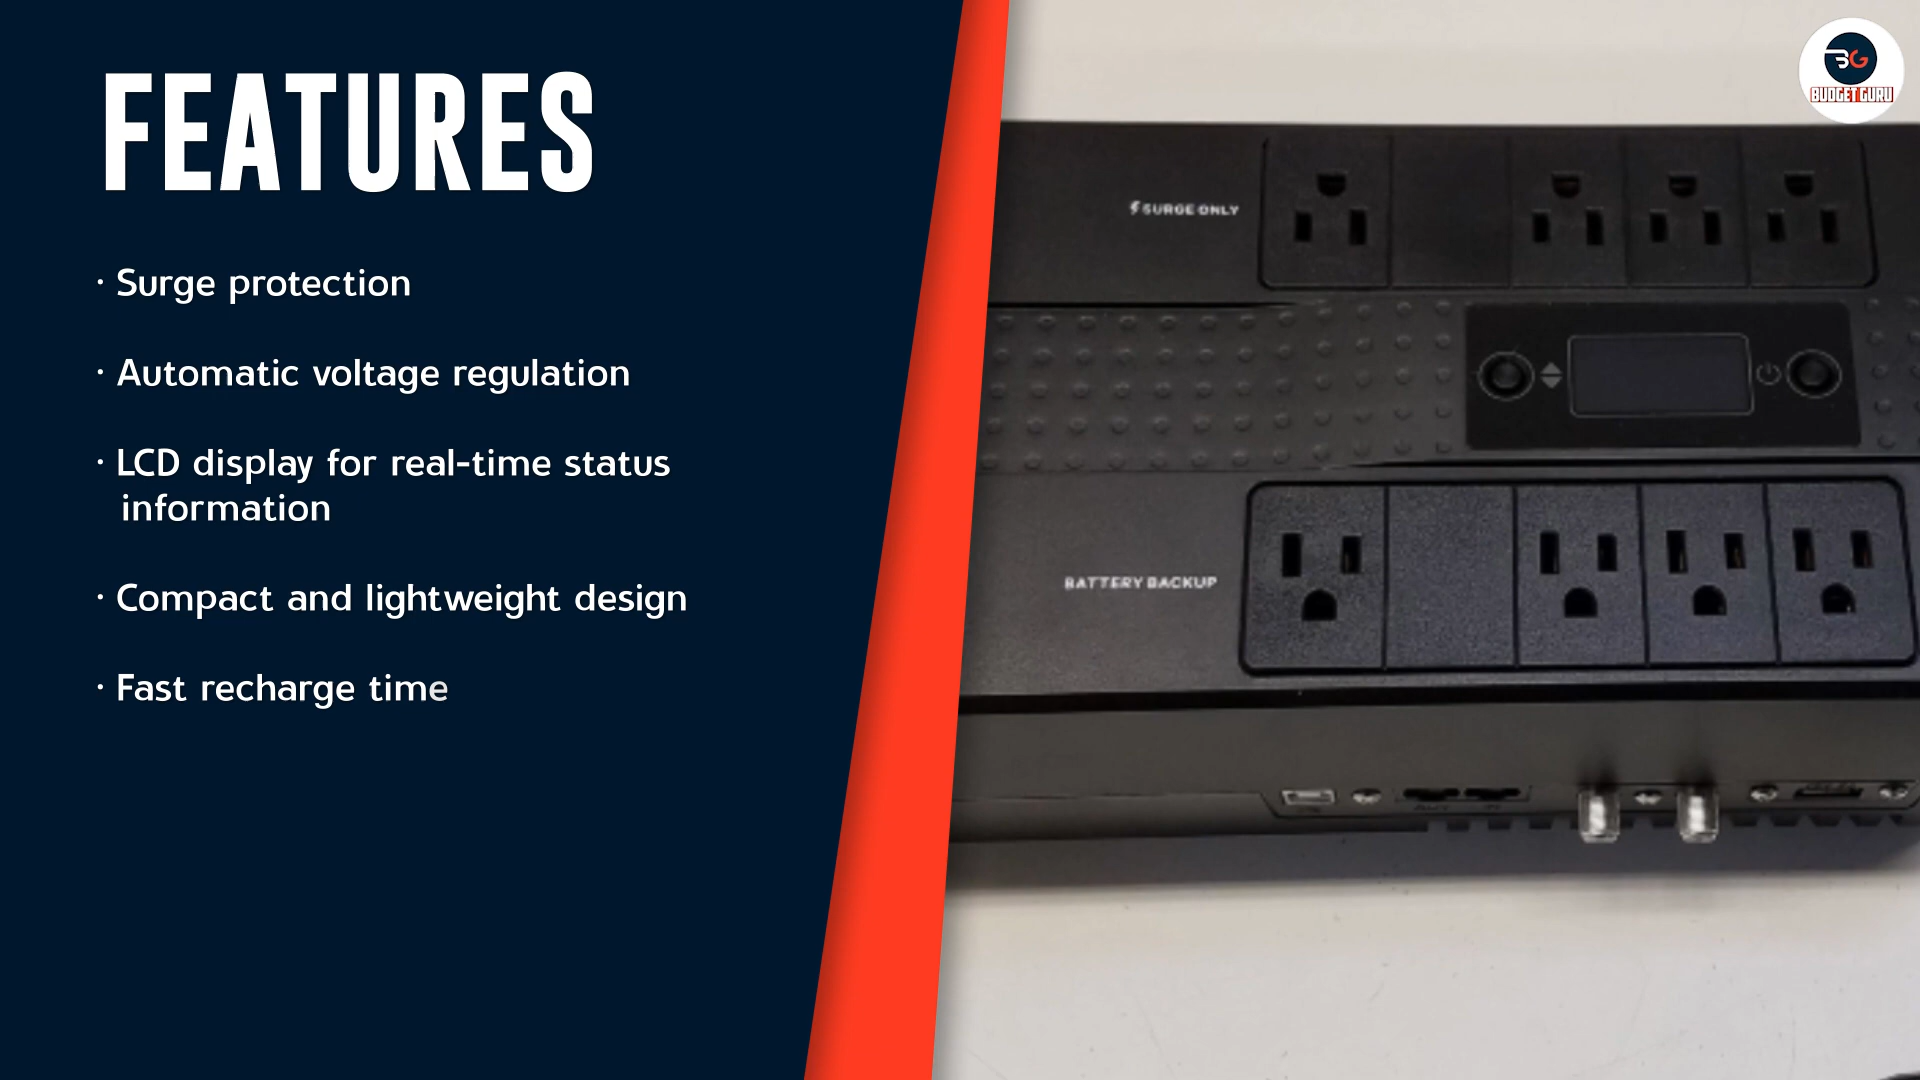 FEATURES
· Surge protection
· Automatic voltage regulation
· LCD display for real-time status
information
· Compact and lightweight design
· Fast recharge time
BG
BUDGET GURU
SURGE ONLY
BATTERY BACKUP